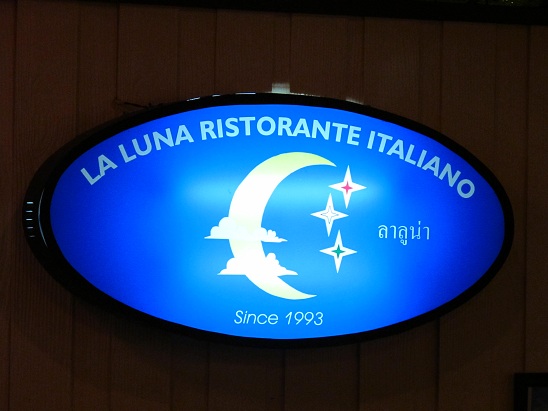 LA LUNA RISTORANTE ITALIANO
ลาลูน่า
Since 1993